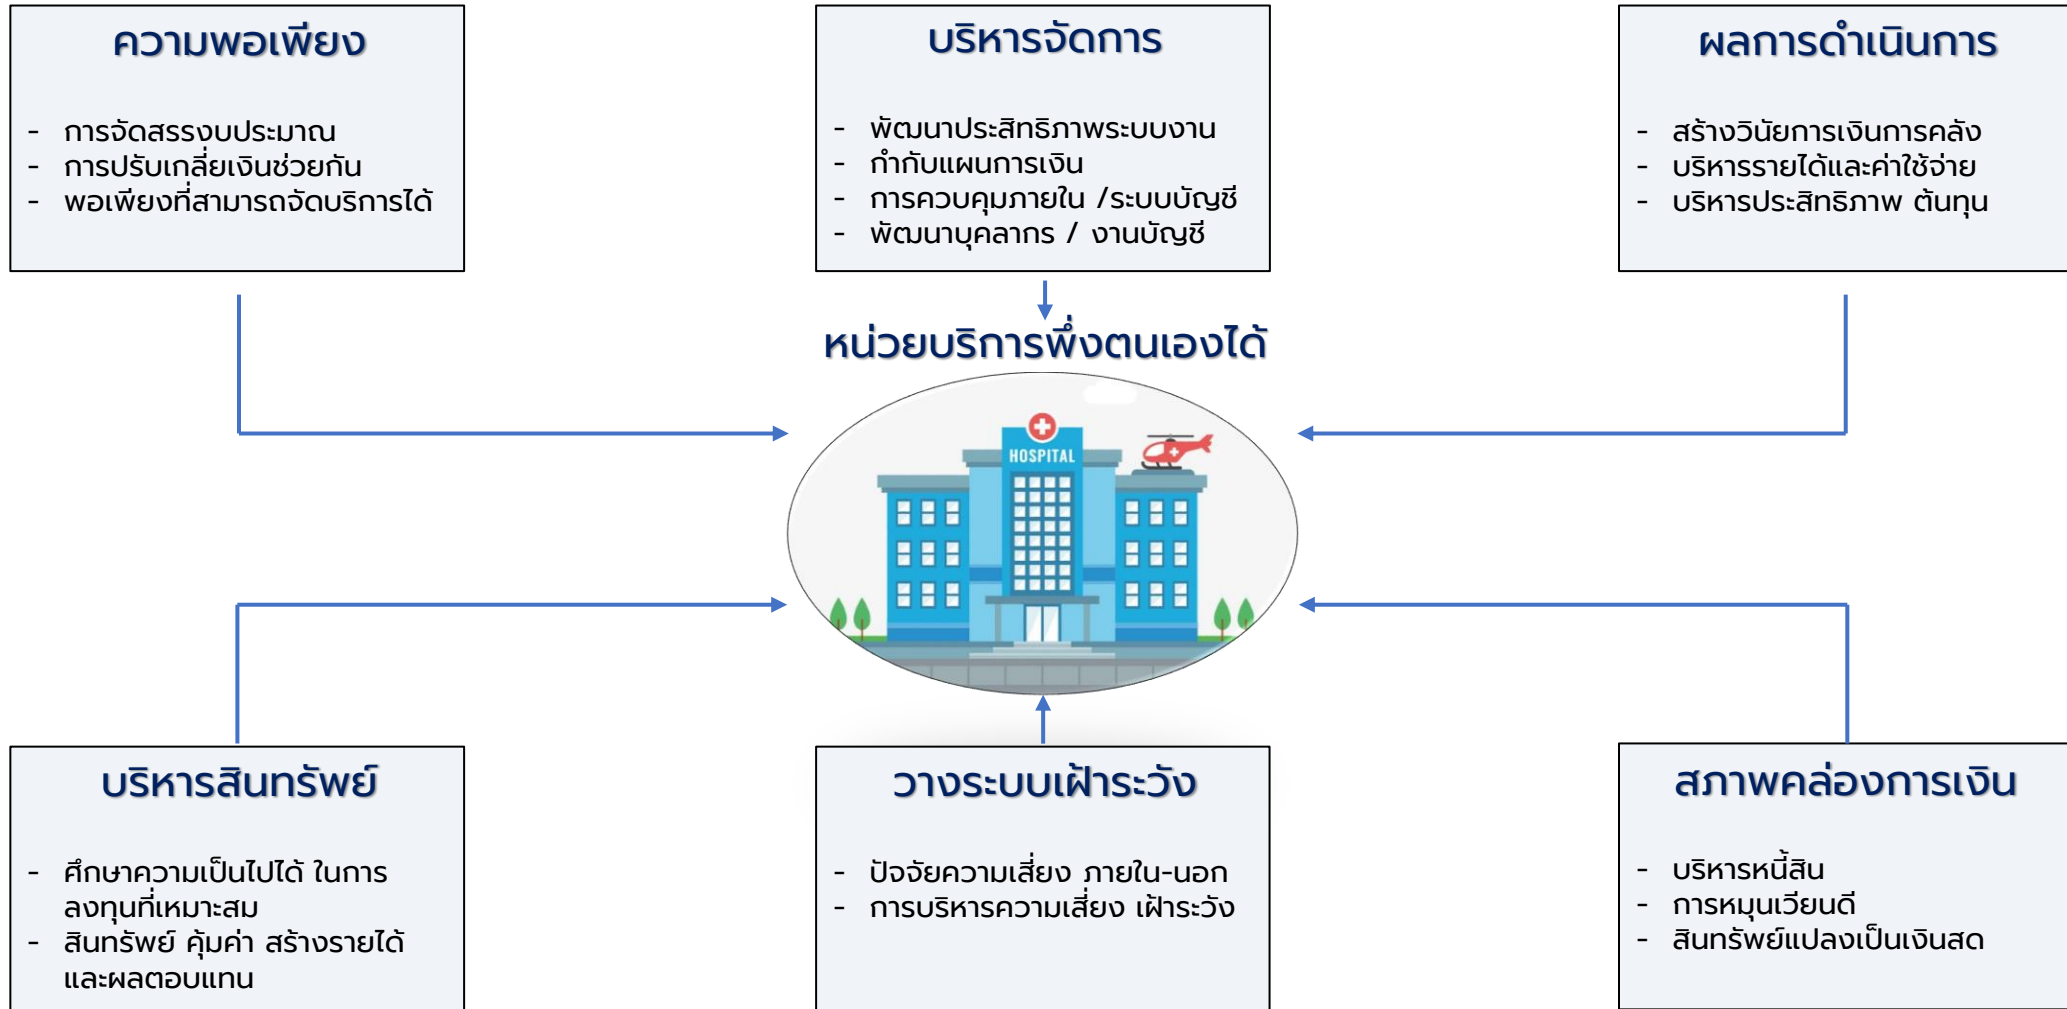 ความพอเพียง
- การจัดสรรงบประมาณ
- การปรับเกลี่ยเงินช่วยกัน
- พอเพียงที่สามารถจัดบริการได้
บริหารจัดการ
- พัฒนาประสิทธิภาพระบบงาน
- กำกับแผนการเงิน
- การควบคุมภายใน /ระบบบัญชี
- พัฒนาบุคลากร / งานบัญชี
ผลการดำเนินการ
- สร้างวินัยการเงินการคลัง
- บริหารรายได้และค่าใช้จ่าย
- บริหารประสิทธิภาพ ต้นทุน
หน่วยบริการพึ่งตนเองได้
HOSPITAL
บริหารสินทรัพย์
- ศึกษาความเป็นไปได้ ในการ
ลงทุนที่เหมาะสม
- สินทรัพย์ คุ้มค่า สร้างรายได้
และผลตอบแทน
วางระบบเฝ้าระวัง
- ปัจจัยความเสี่ยง ภายใน-นอก
- การบริหารความเสี่ยง เฝ้าระวัง
สภาพคล่องการเงิน
- บริหารหนี้สิน
- การหมุนเวียนดี
- สินทรัพย์แปลงเป็นเงินสด